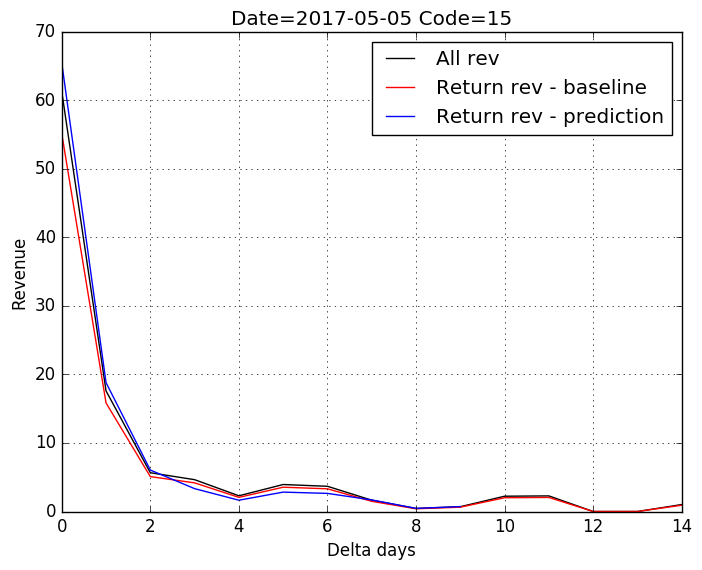 Date=2017-05-05 Code=15
All rev
Return rev - baseline
Return rev - prediction
70
60
50
40
30
20
10
0
Revenue
0 2 4 6 8 10 12 14
Delta days